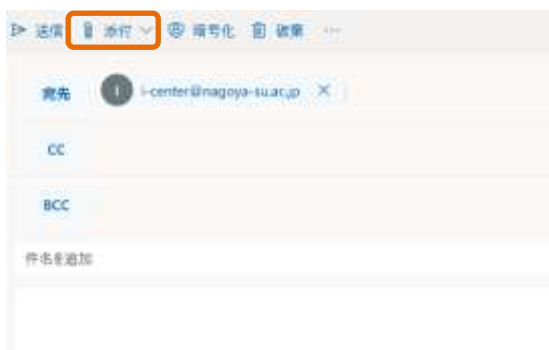 送信 添付 暗号化 破棄 ...
宛先 I i-center@nagoya-su.ac.jp ×
CC
BCC
件名を追加